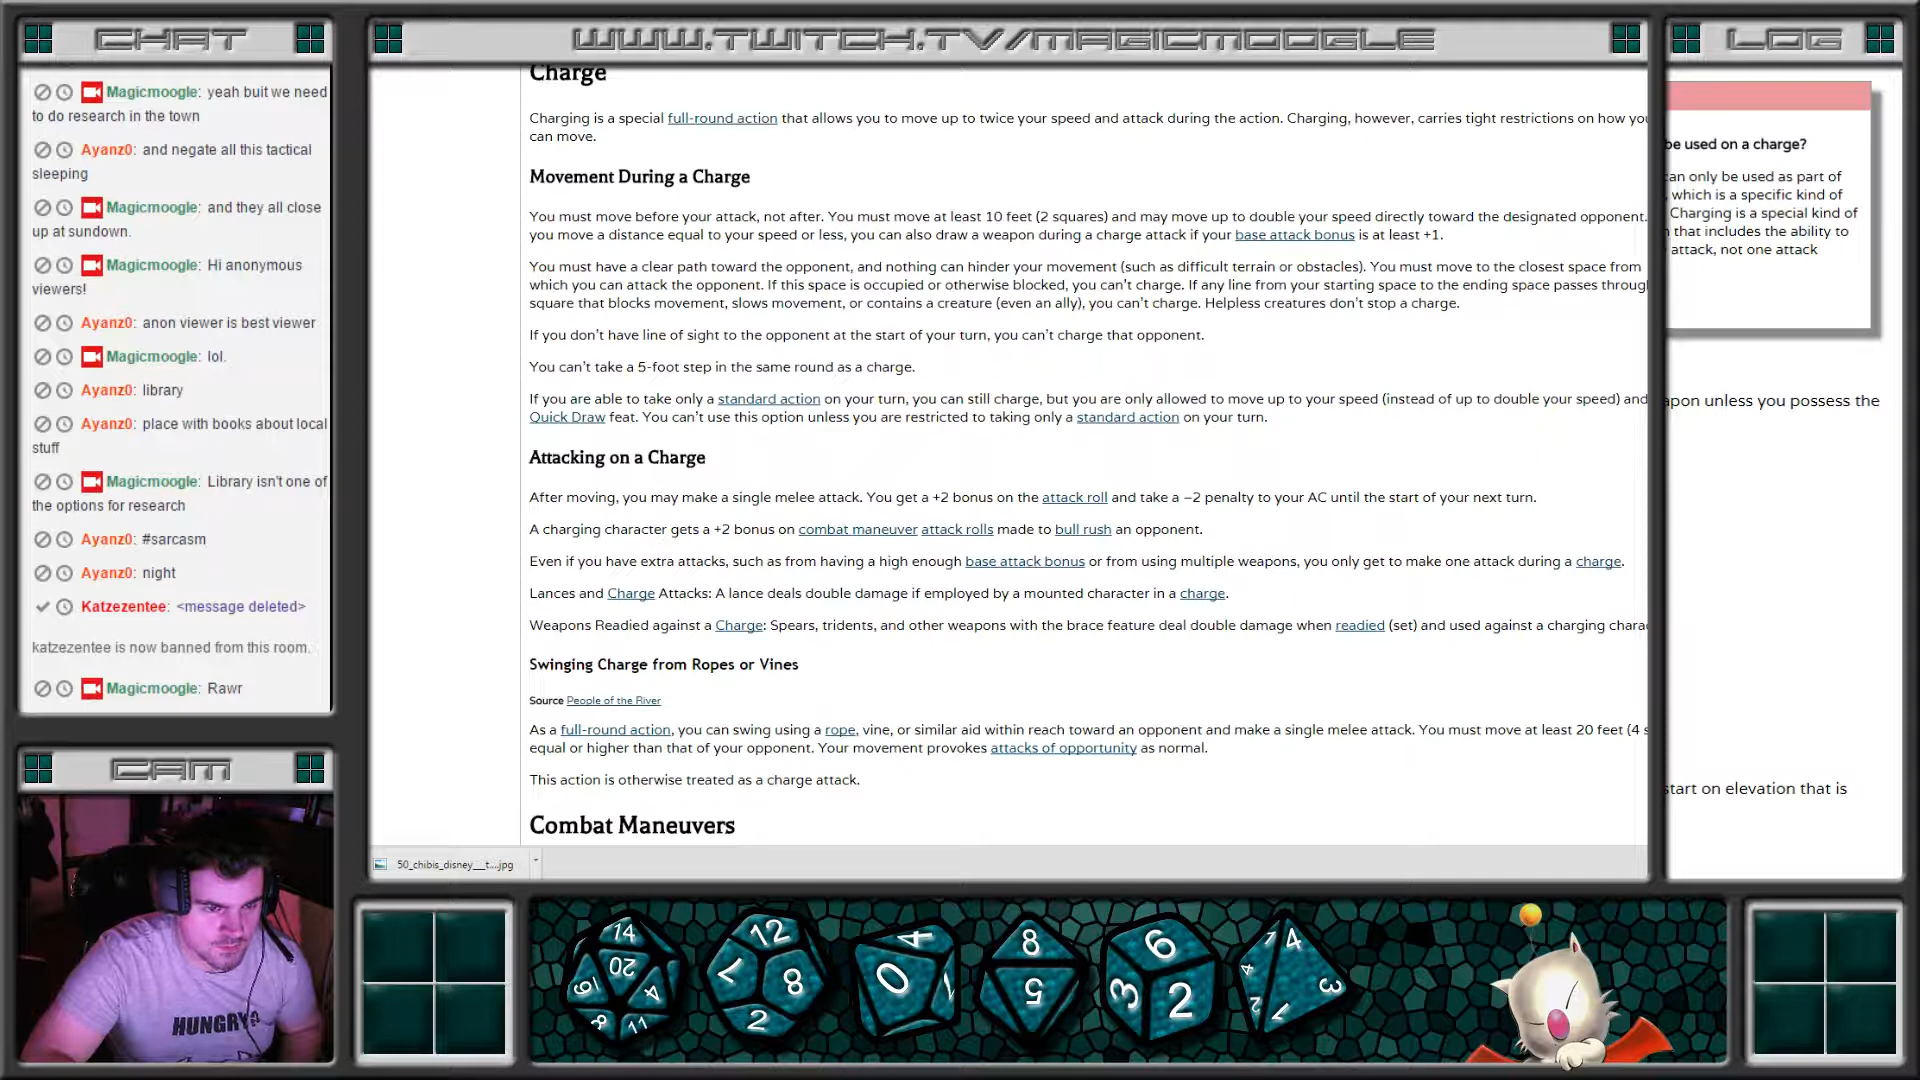 CHAT
Magicmoogle: yeah buit we need
to do research in the town
Ayanz0: and negate all this tactical
sleeping
Magicmoogle: and they all close
up at sundown.
Magicmoogle: Hi anonymous
viewers!
Ayanz0: anon viewer is best viewer
Magicmoogle: lol.
Ayanz0: library
Ayanz0: place with books about local
stuff
Magicmoogle: Library isn't one of
the options for research
Ayanz0: #sarcasm
Ayanz0: night
Katzezentee: <message deleted>
katzezentee is now banned from this room.
Magicmoogle: Rawr
CAM
HUNGRY?
WWW.TWITCH.TV/MAGICMOOGLE
Charge
Charging is a special full-round action that allows you to move up to twice your speed and attack during the action. Charging, however, carries tight restrictions on how you
can move.
Movement During a Charge
You must move before your attack, not after. You must move at least 10 feet (2 squares) and may move up to double your speed directly toward the designated opponent.
you move a distance equal to your speed or less, you can also draw a weapon during a charge attack if your base attack bonus is at least +1.
You must have a clear path toward the opponent, and nothing can hinder your movement (such as difficult terrain or obstacles). You must move to the closest space from
which you can attack the opponent. If this space is occupied or otherwise blocked, you can't charge. If any line from your starting space to the ending space passes throug
square that blocks movement, slows movement, or contains a creature (even an ally), you can't charge. Helpless creatures don't stop a charge.
If you don't have line of sight to the opponent at the start of your turn, you can't charge that opponent.
You can't take a 5-foot step in the same round as a charge.
If you are able to take only a standard action on your turn, you can still charge, but you are only allowed to move up to your speed (instead of up to double your speed) and
Quick Draw feat. You can't use this option unless you are restricted to taking only a standard action on your turn.
Attacking on a Charge
After moving, you may make a single melee attack. You get a +2 bonus on the attack roll and take a –2 penalty to your AC until the start of your next turn.
A charging character gets a +2 bonus on combat maneuver attack rolls made to bull rush an opponent.
Even if you have extra attacks, such as from having a high enough base attack bonus or from using multiple weapons, you only get to make one attack during a charge.
Lances and Charge Attacks: A lance deals double damage if employed by a mounted character in a charge.
Weapons Readied against a Charge: Spears, tridents, and other weapons with the brace feature deal double damage when readied (set) and used against a charging chara
Swinging Charge from Ropes or Vines
Source People of the River
As a full-round action, you can swing using a rope, vine, or similar aid within reach toward an opponent and make a single melee attack. You must move at least 20 feet (4 s
equal or higher than that of your opponent. Your movement provokes attacks of opportunity as normal.
This action is otherwise treated as a charge attack.
Combat Maneuvers
50_chibis_disney__t....jpg
LOG
be used on a charge?
can only be used as part of
, which is a specific kind of
Charging is a special kind of
n that includes the ability to
attack, not one attack
apon unless you possess the
start on elevation that is
14 20 9 4 8 11
12 7 8 2
4 0 1
8 5
6 3 2
1 4 4 3 2 1